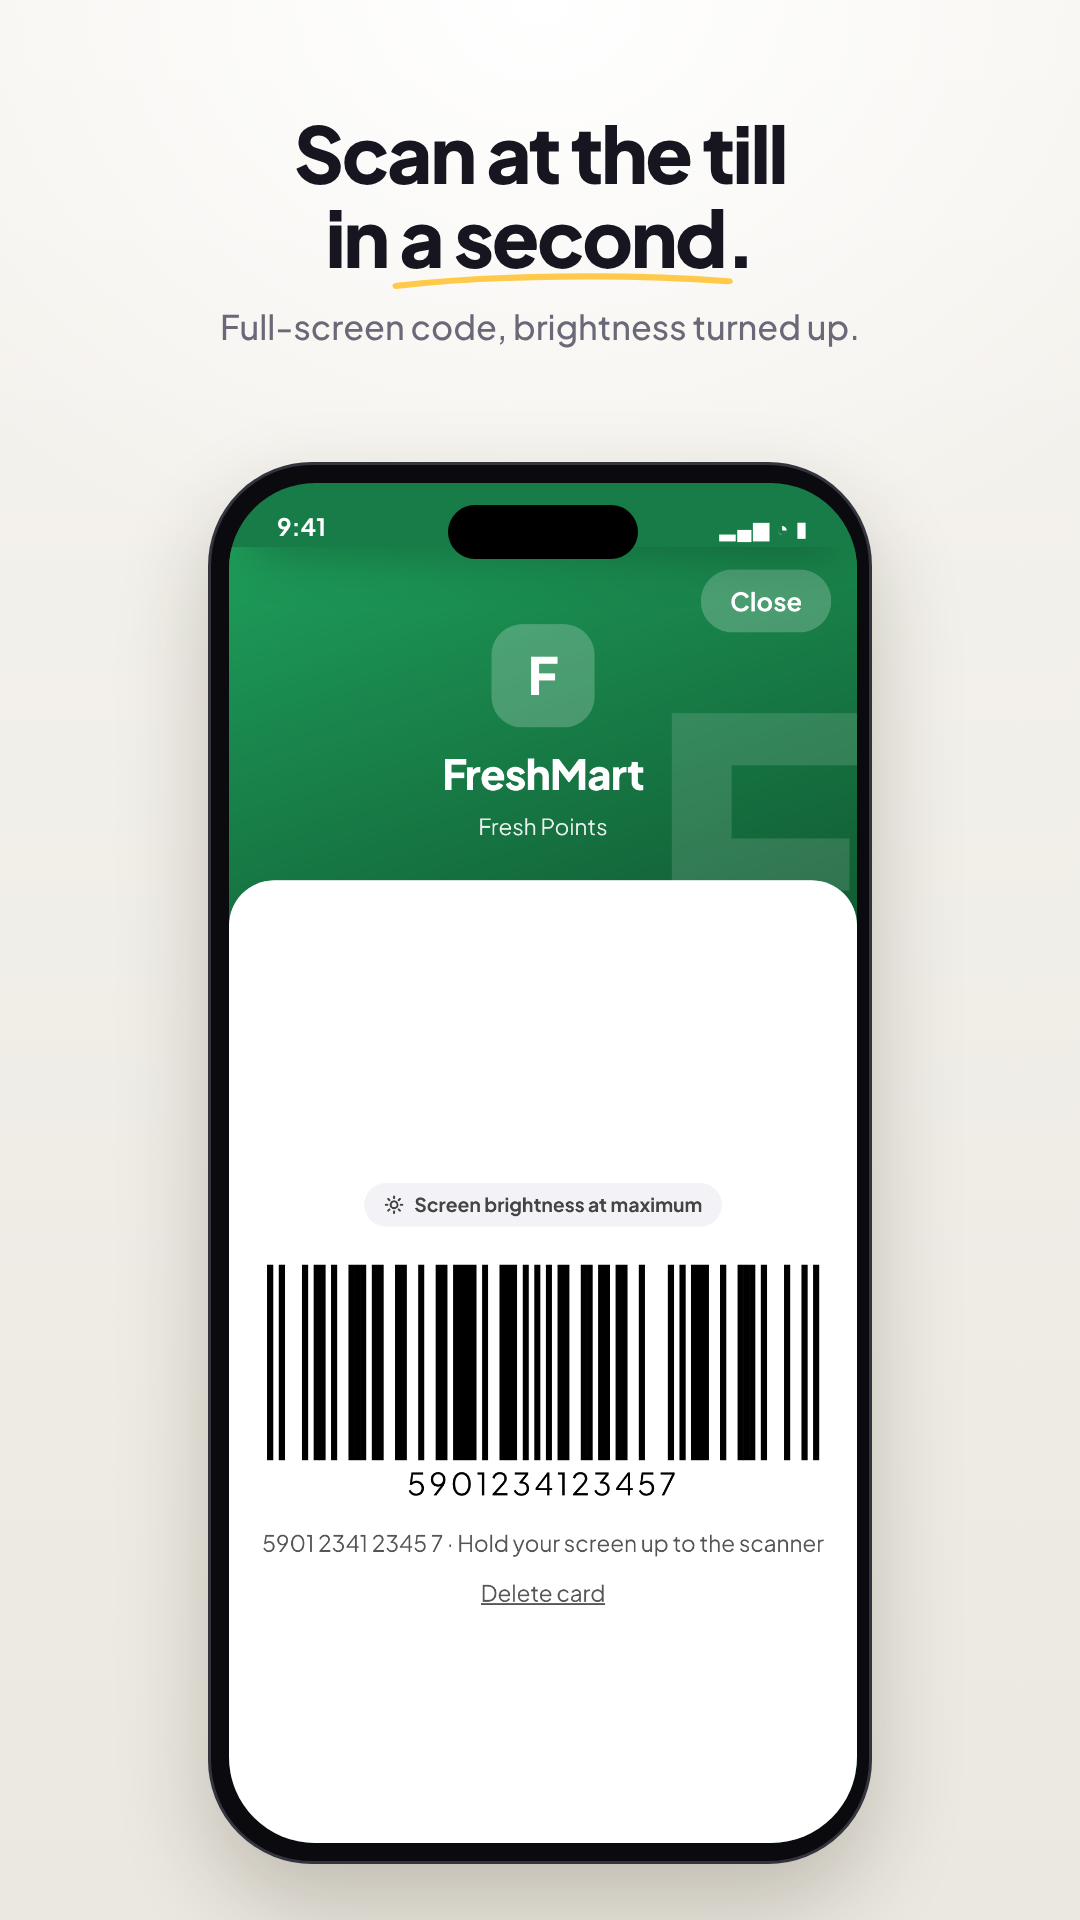 Scan at the till
in a second.
Full-screen code, brightness turned up.
9:41
Close
F
FreshMart
Fresh Points
F
Screen brightness at maximum
5901234123457
5901 2341 2345 7 · Hold your screen up to the scanner
Delete card